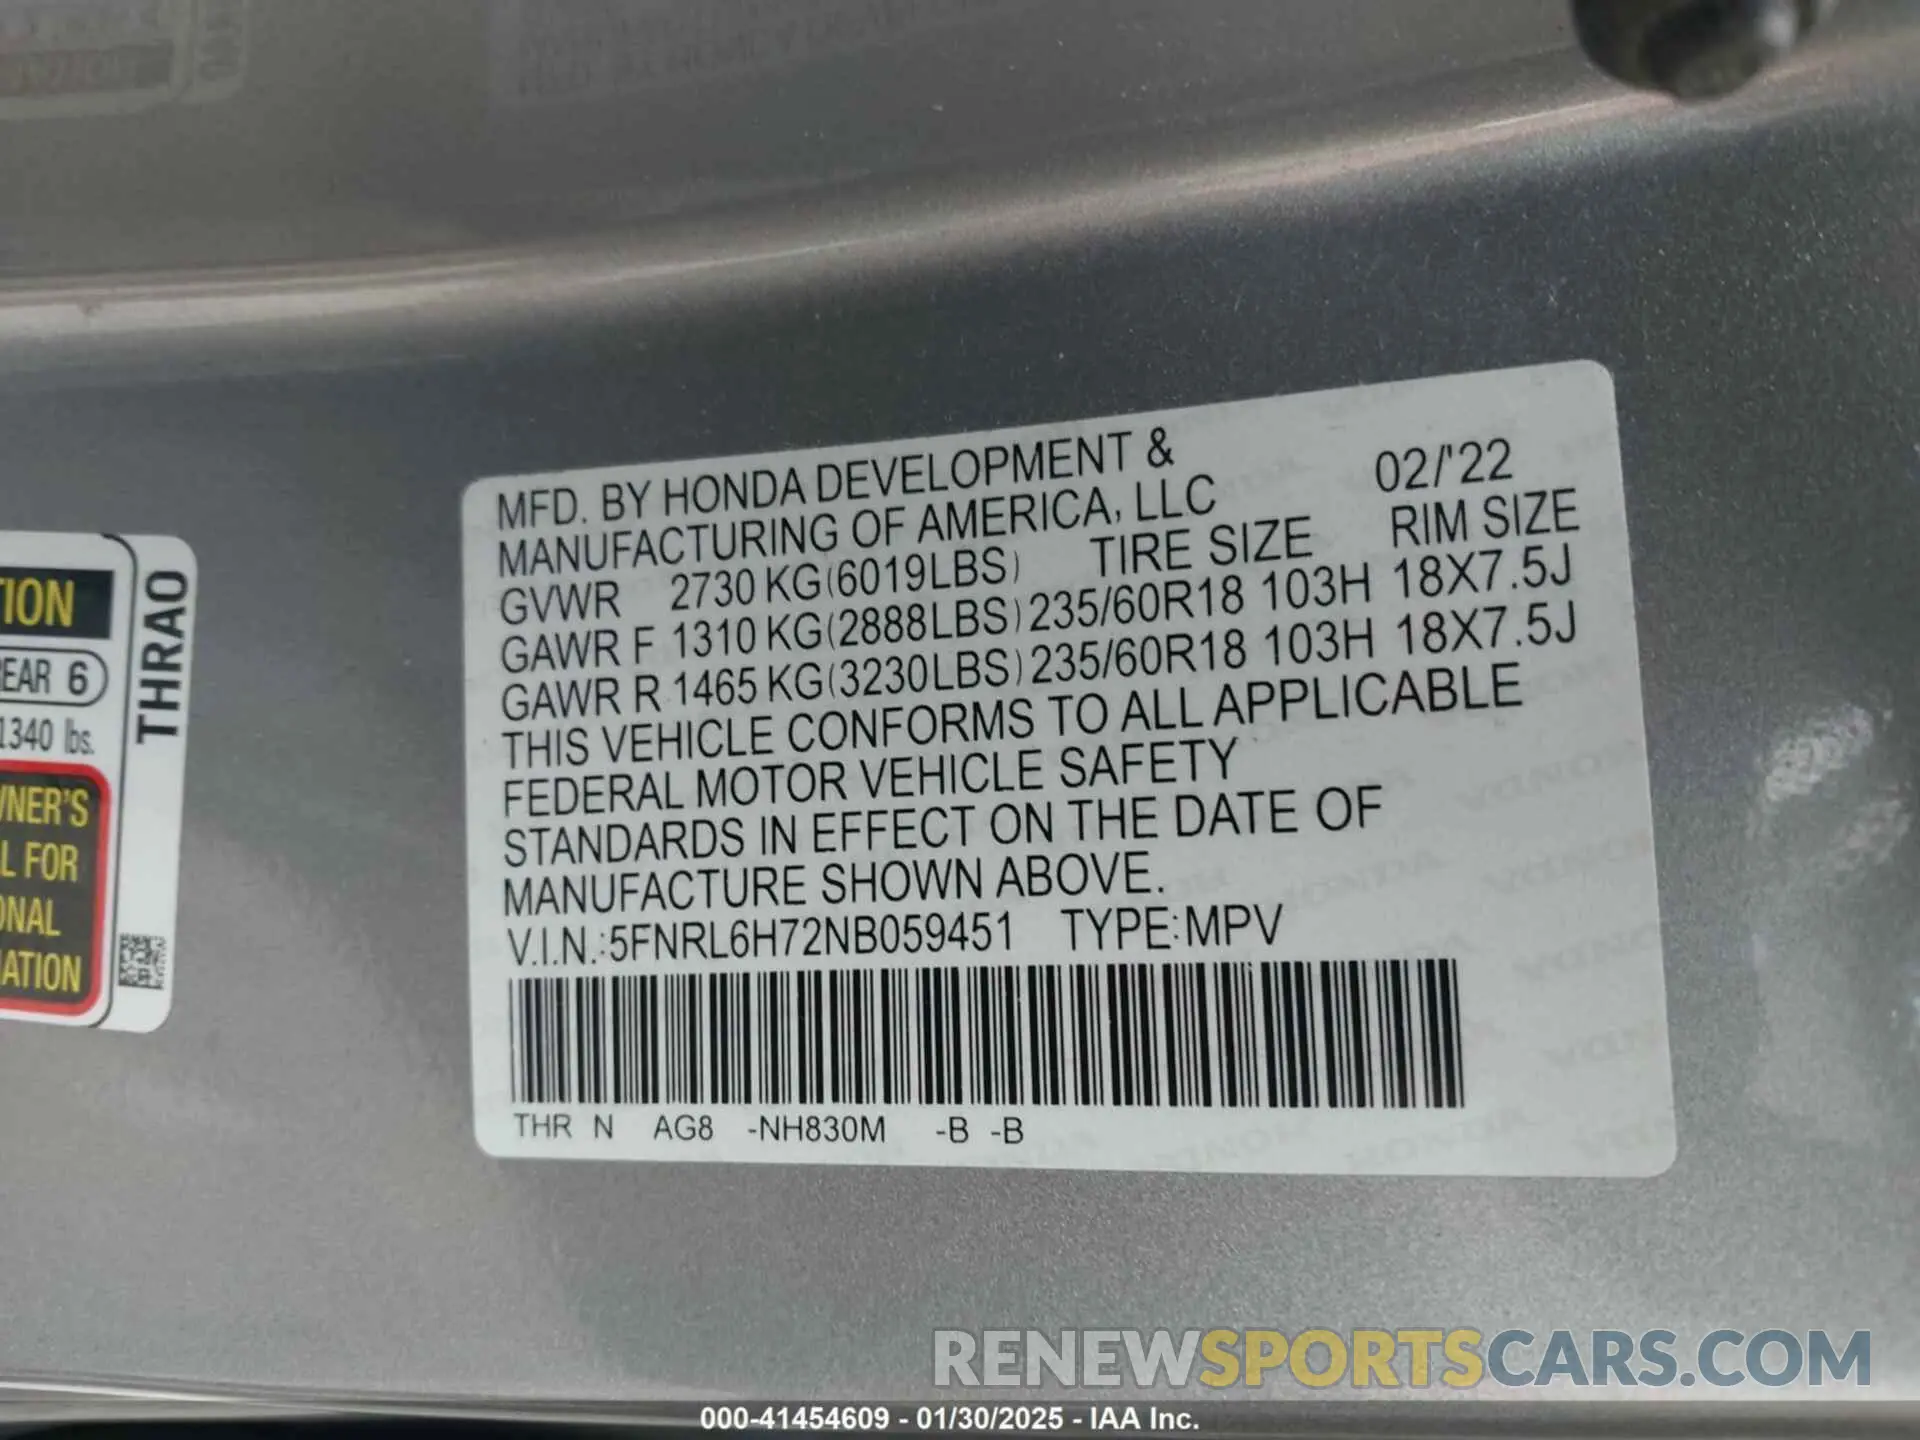 TION
REAR 6
1340 lbs.
THRAO
WNER'S
L FOR
ONAL
MATION
MFD. BY HONDA DEVELOPMENT &
MANUFACTURING OF AMERICA, LLC 02/'22
GVWR 2730 KG(6019LBS) TIRE SIZE RIM SIZE
GAWR F 1310 KG(2888LBS) 235/60R18 103H 18X7.5J
GAWR R 1465 KG(3230LBS) 235/60R18 103H 18X7.5J
THIS VEHICLE CONFORMS TO ALL APPLICABLE
FEDERAL MOTOR VEHICLE SAFETY
STANDARDS IN EFFECT ON THE DATE OF
MANUFACTURE SHOWN ABOVE.
V.I.N.:5FNRL6H72NB059451 TYPE:MPV
THR N AG8 -NH830M -B -B
RENEWSPORTSCARS.COM
000-41454609 - 01/30/2025 - IAA Inc.